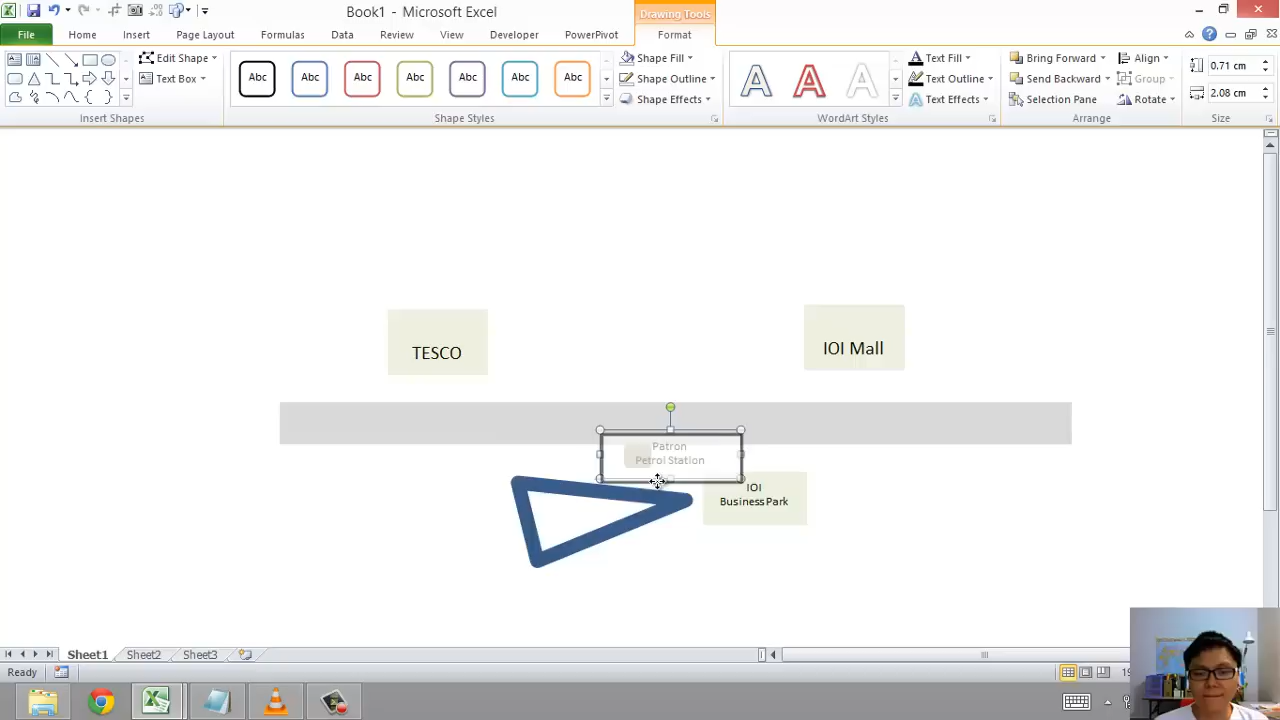 Book1 - Microsoft Excel
Drawing Tools
File
Home
Insert
Page Layout
Formulas
Data
Review
View
Developer
PowerPivot
Format
Edit Shape
Text Box
Insert Shapes
Abc
Abc
Abc
Abc
Abc
Abc
Abc
Shape Fill
Shape Outline
Shape Effects
Shape Styles
A
A
A
Text Fill
Text Outline
Text Effects
WordArt Styles
Bring Forward
Send Backward
Selection Pane
Align
Group
Rotate
Arrange
0.71 cm
2.08 cm
Size
TESCO
IOI Mall
Patron
Petrol Station
IOI
Business Park
Sheet1
Sheet2
Sheet3
Ready